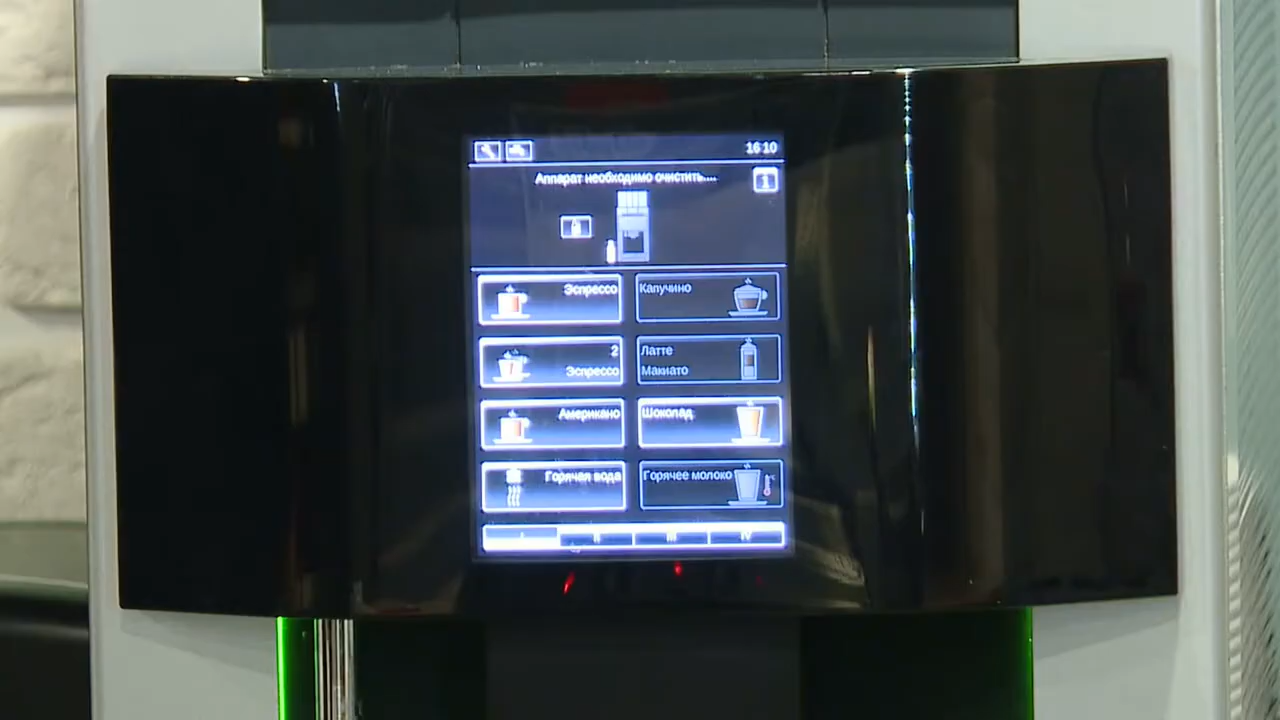 16 10
Аппарат необходимо очистить....
1
Эспрессо
Капучино
2
Эспрессо
Латте
Макиато
Американо
Шоколад
Горячая вода
Горячее молоко
I II III IV